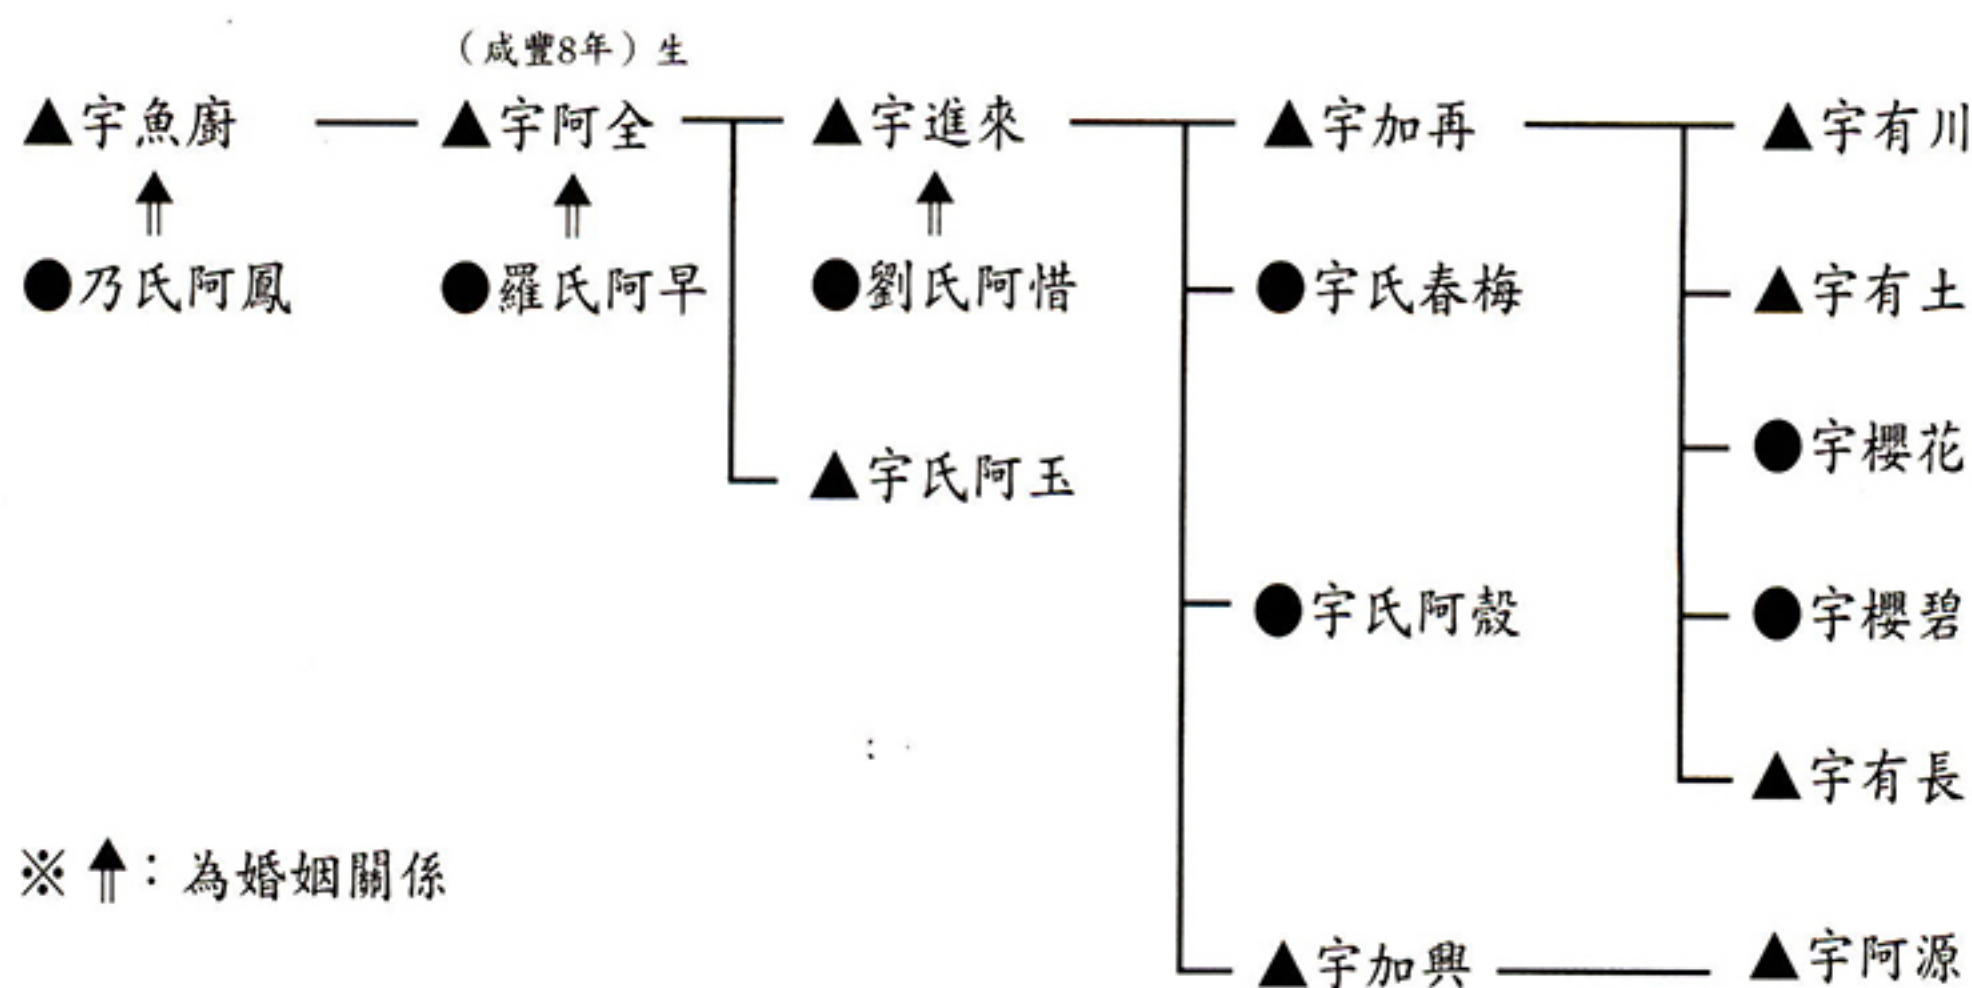 （咸豐8年）生
▲宇魚廚 ▲宇阿全 ▲宇進來 ▲宇加再 ▲宇有川
●乃氏阿鳳 ●羅氏阿早 ●劉氏阿惜 ●宇氏春梅 ▲宇有土
▲宇氏阿玉 ●宇櫻花
●宇氏阿殼 ●宇櫻碧
▲宇有長
※⇑：為婚姻關係
▲宇加興 ▲宇阿源